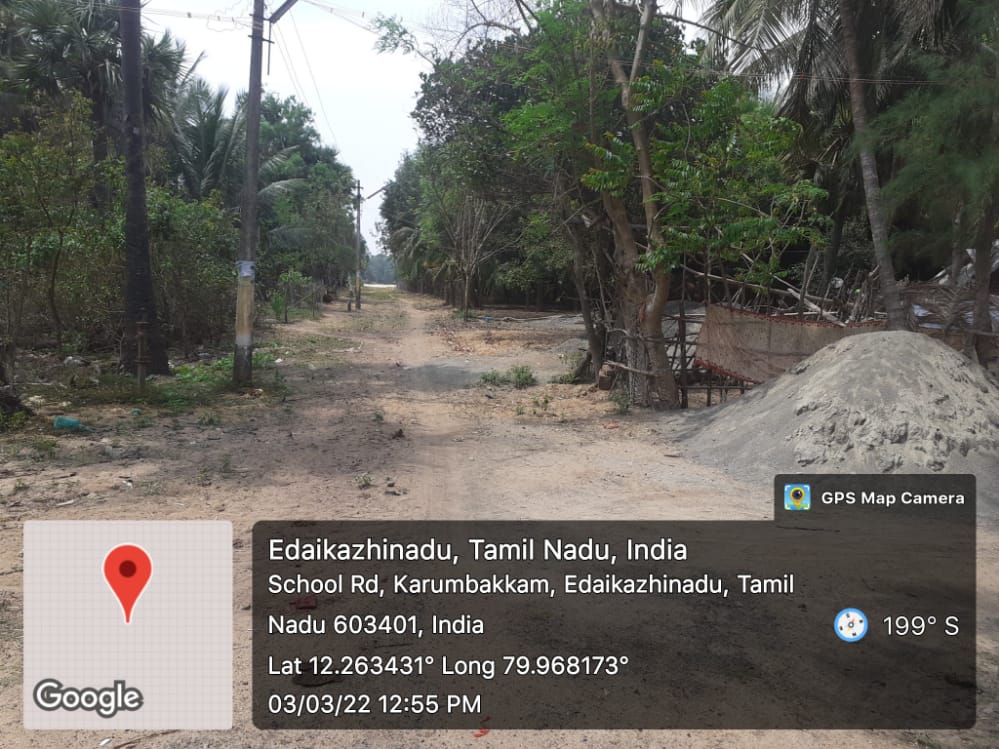 GPS Map Camera
Edaikazhinadu, Tamil Nadu, India
School Rd, Karumbakkam, Edaikazhinadu, Tamil
Nadu 603401, India
199° S
Lat 12.263431° Long 79.968173°
03/03/22 12:55 PM
Google